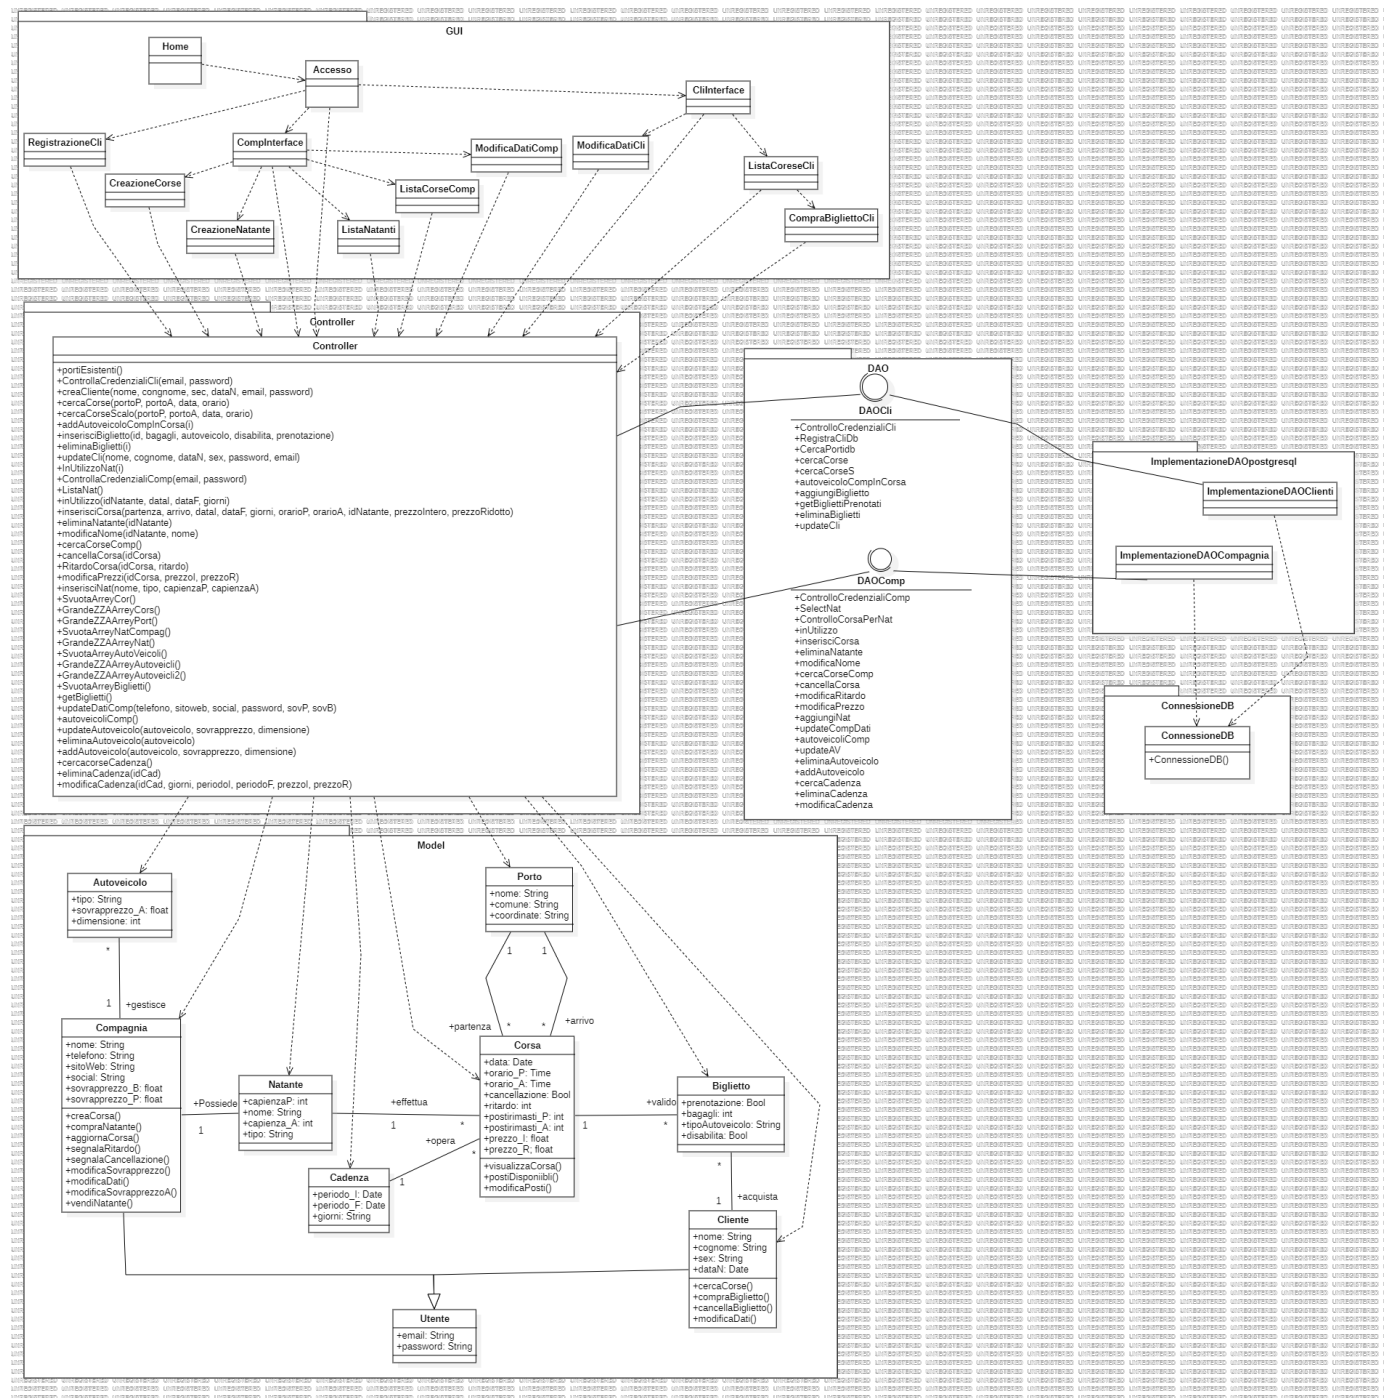 GUI
Home
Accesso
CliInterface
RegistrazioneCli
CompInterface
ModificaDatiComp
ModificaDatiCli
ListaCoreseCli
CreazioneCorse
ListaCorseComp
CompraBigliettoCli
CreazioneNatante
ListaNatanti
Controller
Controller
+portiEsistenti()
+ControllaCredenzialiCli(email, password)
+creaCliente(nome, congnome, sec, dataN, email, password)
+cercaCorse(portoP, portoA, data, orario)
+cercaCorseScalo(portoP, portoA, data, orario)
+addAutoveicoloCompInCorsa(i)
+inserisciBiglietto(id, bagagli, autoveicolo, disabilita, prenotazione)
+eliminaBiglietti(i)
+updateCli(nome, cognome, dataN, sex, password, email)
+InUtilizzoNat(i)
+ControllaCredenzialiComp(email, password)
+ListaNat()
+inUtilizzo(idNatante, dataI, dataF, giorni)
+inserisciCorsa(partenza, arrivo, dataI, dataF, giorni, orarioP, orarioA, idNatante, prezzoIntero, prezzoRidotto)
+eliminaNatante(idNatante)
+modificaNome(idNatante, nome)
+cercaCorseComp()
+cancellaCorsa(idCorsa)
+RitardoCorsa(idCorsa, ritardo)
+modificaPrezzi(idCorsa, prezzoI, prezzoR)
+inserisciNat(nome, tipo, capienzaP, capienzaA)
+SvuotaArreyCor()
+GrandeZZAArreyCors()
+GrandeZZAArreyPort()
+SvuotaArreyNatCompag()
+GrandeZZAArreyNat()
+SvuotaArreyAutoVeicoli()
+GrandeZZAArreyAutoveicli()
+GrandeZZAArreyAutoveicli2()
+SvuotaArreyBiglietti()
+getBiglietti()
+updateDatiComp(telefono, sitoweb, social, password, sovP, sovB)
+autoveicoliComp()
+updateAutoveicolo(autoveicolo, sovrapprezzo, dimensione)
+eliminaAutoveicolo(autoveicolo)
+addAutoveicolo(autoveicolo, sovrapprezzo, dimensione)
+cercacorseCadenza()
+eliminaCadenza(idCad)
+modificaCadenza(idCad, giorni, periodoI, periodoF, prezzoI, prezzoR)
DAO
DAOCli
+ControlloCredenzialiCli
+RegistraCliDb
+CercaPortidb
+cercaCorse
+cercaCorseS
+autoveicoloCompInCorsa
+aggiungiBiglietto
+getBigliettiPrenotati
+eliminaBiglietti
+updateCli
DAOComp
+ControlloCredenzialiComp
+SelectNat
+ControlloCorsaPerNat
+inUtilizzo
+inserisciCorsa
+eliminaNatante
+modificaNome
+cercaCorseComp
+cancellaCorsa
+modificaRitardo
+modificaPrezzo
+aggiungiNat
+updateCompDati
+autoveicoliComp
+updateAV
+eliminaAutoveicolo
+addAutoveicolo
+cercaCadenza
+eliminaCadenza
+modificaCadenza
ImplementazioneDAOpostgresql
ImplementazioneDAOClienti
ImplementazioneDAOCompagnia
ConnessioneDB
ConnessioneDB
+ConnessioneDB()
Model
Autoveicolo
+tipo: String
+sovrapprezzo_A: float
+dimensione: int
Porto
+nome: String
+comune: String
+coordinate: String
*
1
+gestisce
1
1
+partenza
*
*
+arrivo
Compagnia
+nome: String
+telefono: String
+sitoWeb: String
+social: String
+sovrapprezzo_B: float
+sovrapprezzo_P: float
+creaCorsa()
+compraNatante()
+aggiornaCorsa()
+segnalaRitardo()
+segnalaCancellazione()
+modificaSovrapprezzo()
+modificaDati()
+modificaSovrapprezzoA()
+vendiNatante()
+Possiede
1
Natante
+capienzaP: int
+nome: String
+capienza_A: int
+tipo: String
+effettua
1
*
+opera
*
1
Cadenza
+periodo_I: Date
+periodo_F: Date
+giorni: String
Corsa
+data: Date
+orario_P: Time
+orario_A: Time
+cancellazione: Bool
+ritardo: int
+postirimasti_P: int
+postirimasti_A: int
+prezzo_I: float
+prezzo_R; float
+visualizzaCorsa()
+postiDisponiibli()
+modificaPosti()
+valido
1
*
Biglietto
+prenotazione: Bool
+bagagli: int
+tipoAutoveicolo: String
+disabilita: Bool
*
1
+acquista
Cliente
+nome: String
+cognome: String
+sex: String
+dataN: Date
+cercaCorse()
+compraBiglietto()
+cancellaBiglietto()
+modificaDati()
Utente
+email: String
+password: String
UNREGISTERED